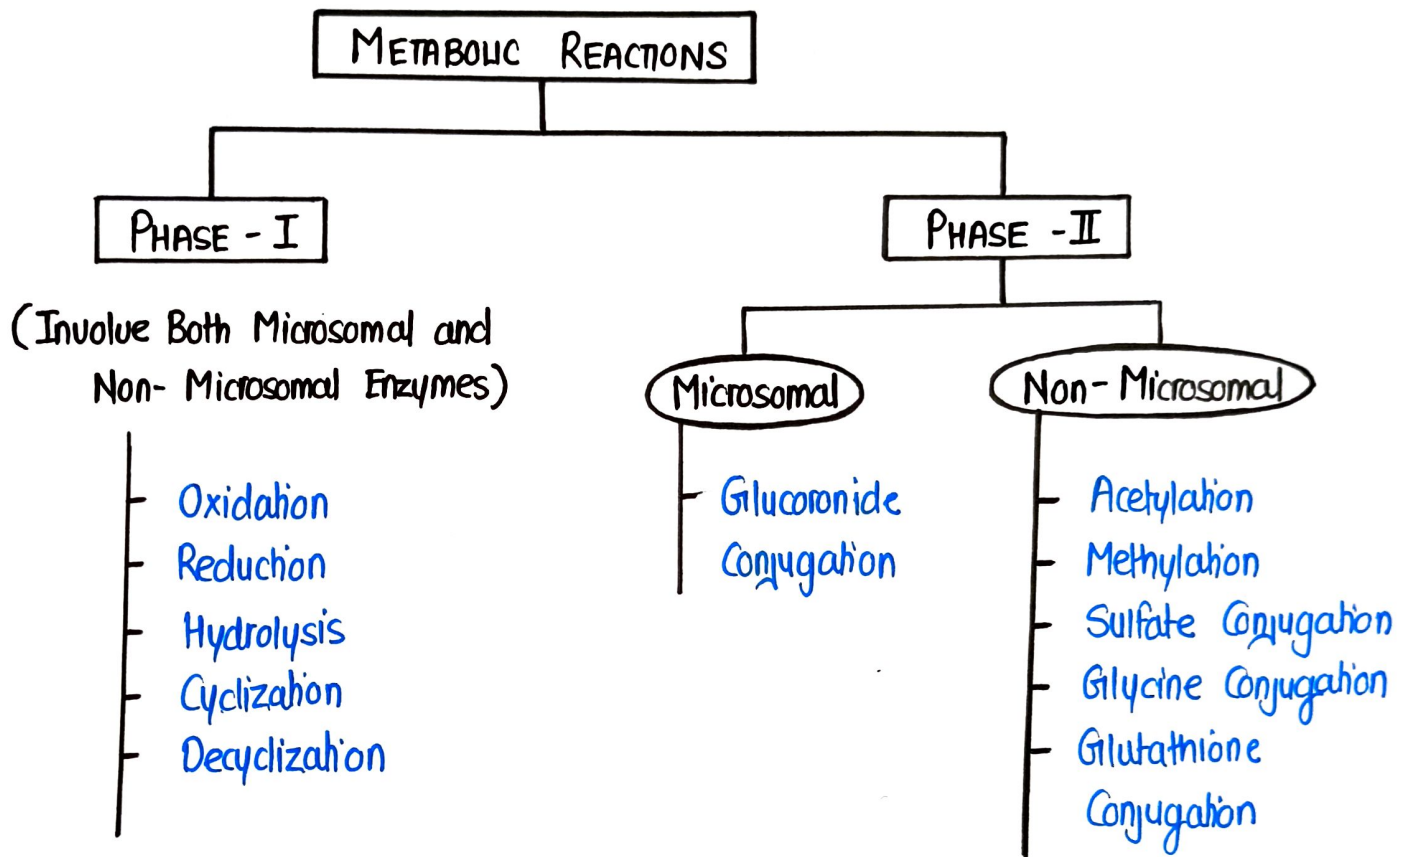 METABOLIC REACTIONS
PHASE - I
(Involve Both Microsomal and
Non- Microsomal Enzymes)
Oxidation
Reduction
Hydrolysis
Cyclization
Decyclization
PHASE - II
Microsomal
Glucoronide
Conjugation
Non- Microsomal
Acetylation
Methylation
Sulfate Conjugation
Glycine Conjugation
Glutathione
Conjugation